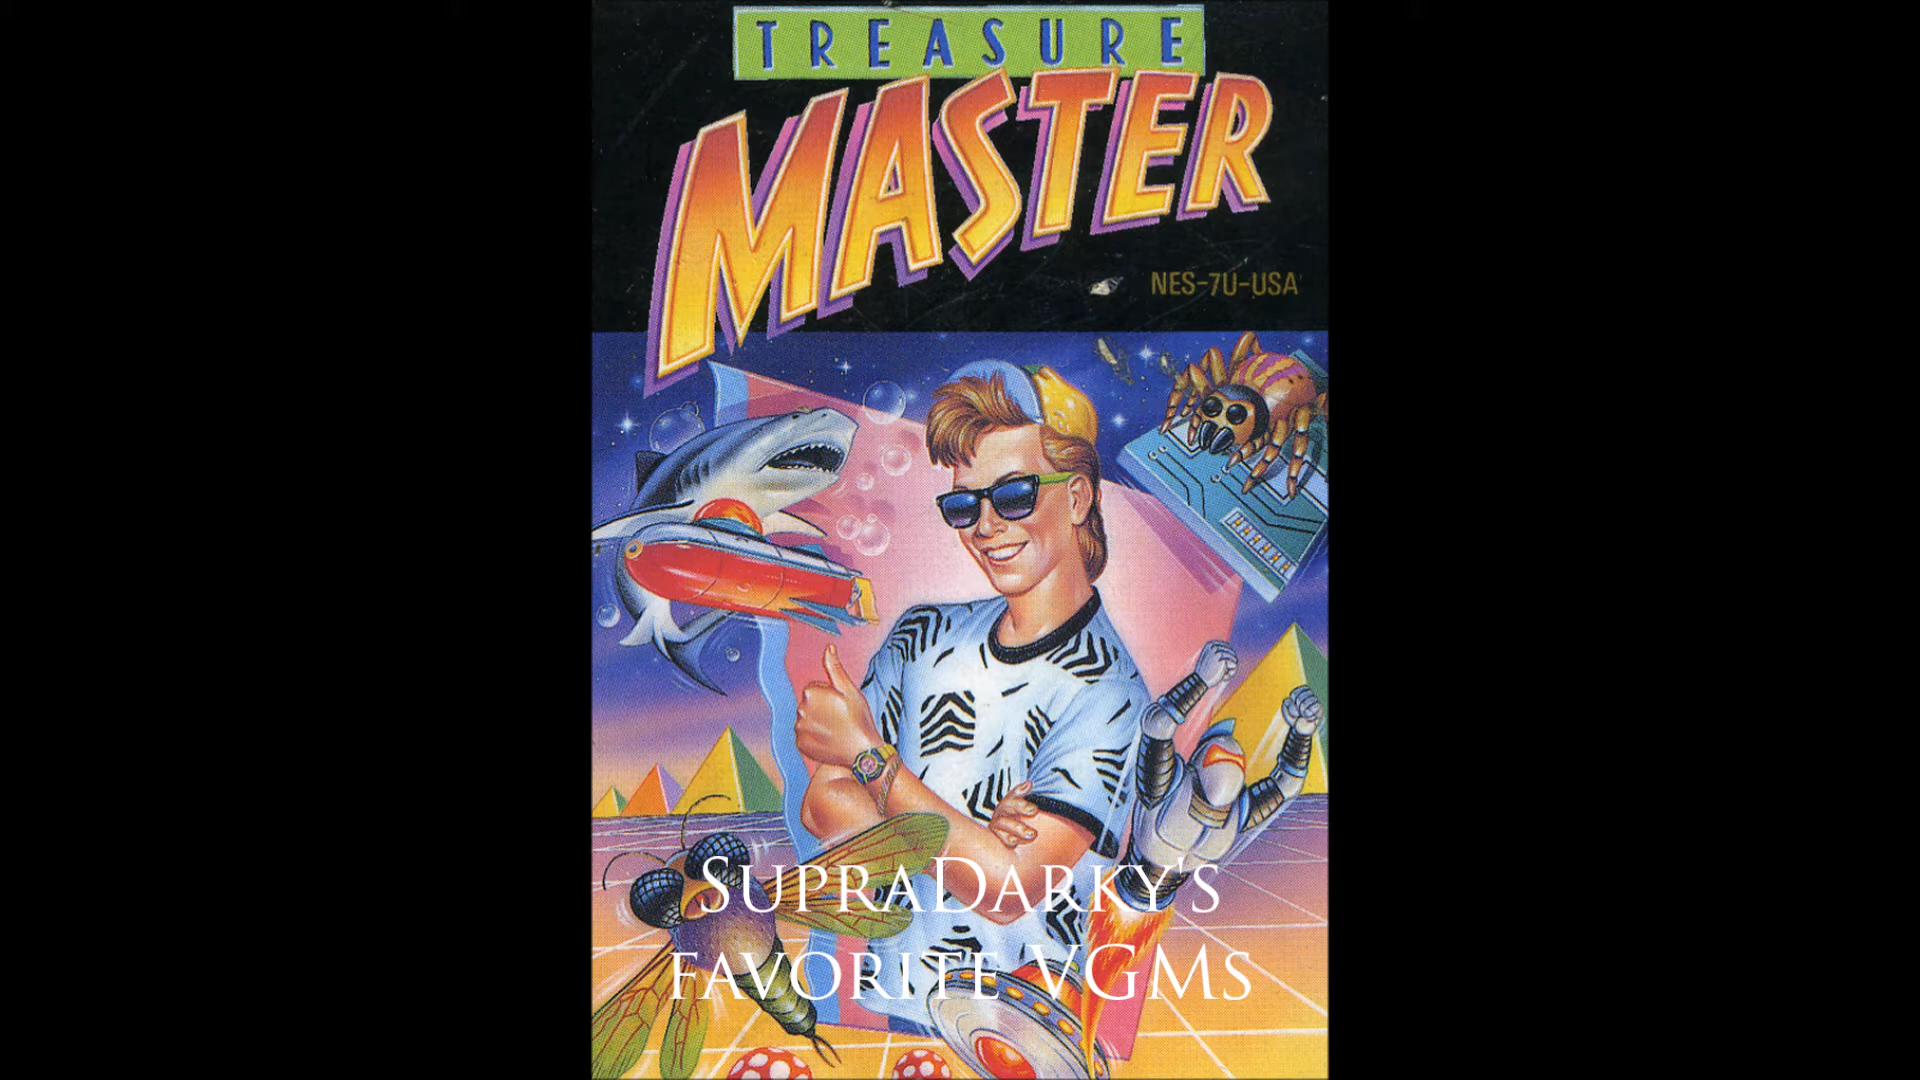 TREASURE
MASTER
NES-7U-USA
SUPRADARKY'S
FAVORITE VGMS